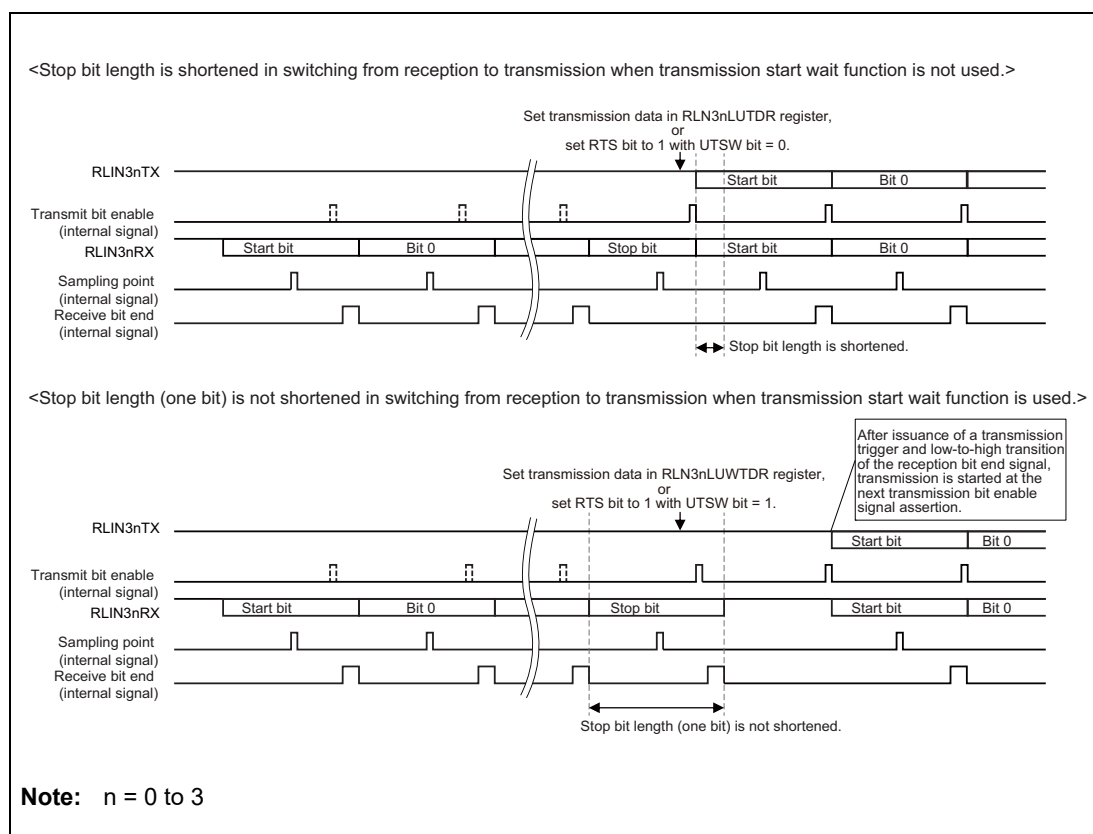 <Stop bit length is shortened in switching from reception to transmission when transmission start wait function is not used.>
Set transmission data in RLN3nLUTDR register,
or
set RTS bit to 1 with UTSW bit = 0.
RLIN3nTX
Start bit
Bit 0
Transmit bit enable
(internal signal)
RLIN3nRX
Start bit
Bit 0
Stop bit
Start bit
Bit 0
Sampling point
(internal signal)
Receive bit end
(internal signal)
Stop bit length is shortened.
<Stop bit length (one bit) is not shortened in switching from reception to transmission when transmission start wait function is used.>
After issuance of a transmission
trigger and low-to-high transition
of the reception bit end signal,
transmission is started at the
next transmission bit enable
signal assertion.
Set transmission data in RLN3nLUWTDR register,
or
set RTS bit to 1 with UTSW bit = 1.
RLIN3nTX
Start bit
Bit 0
Transmit bit enable
(internal signal)
RLIN3nRX
Start bit
Bit 0
Stop bit
Start bit
Bit 0
Sampling point
(internal signal)
Receive bit end
(internal signal)
Stop bit length (one bit) is not shortened.
Note: n = 0 to 3